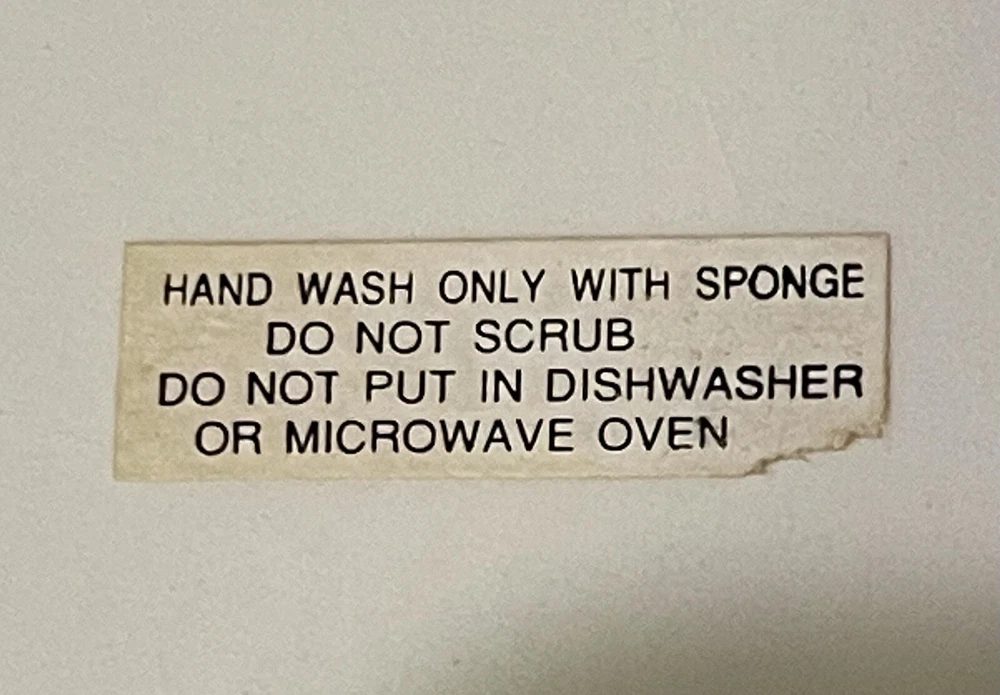 HAND WASH ONLY WITH SPONGE
DO NOT SCRUB
DO NOT PUT IN DISHWASHER
OR MICROWAVE OVEN